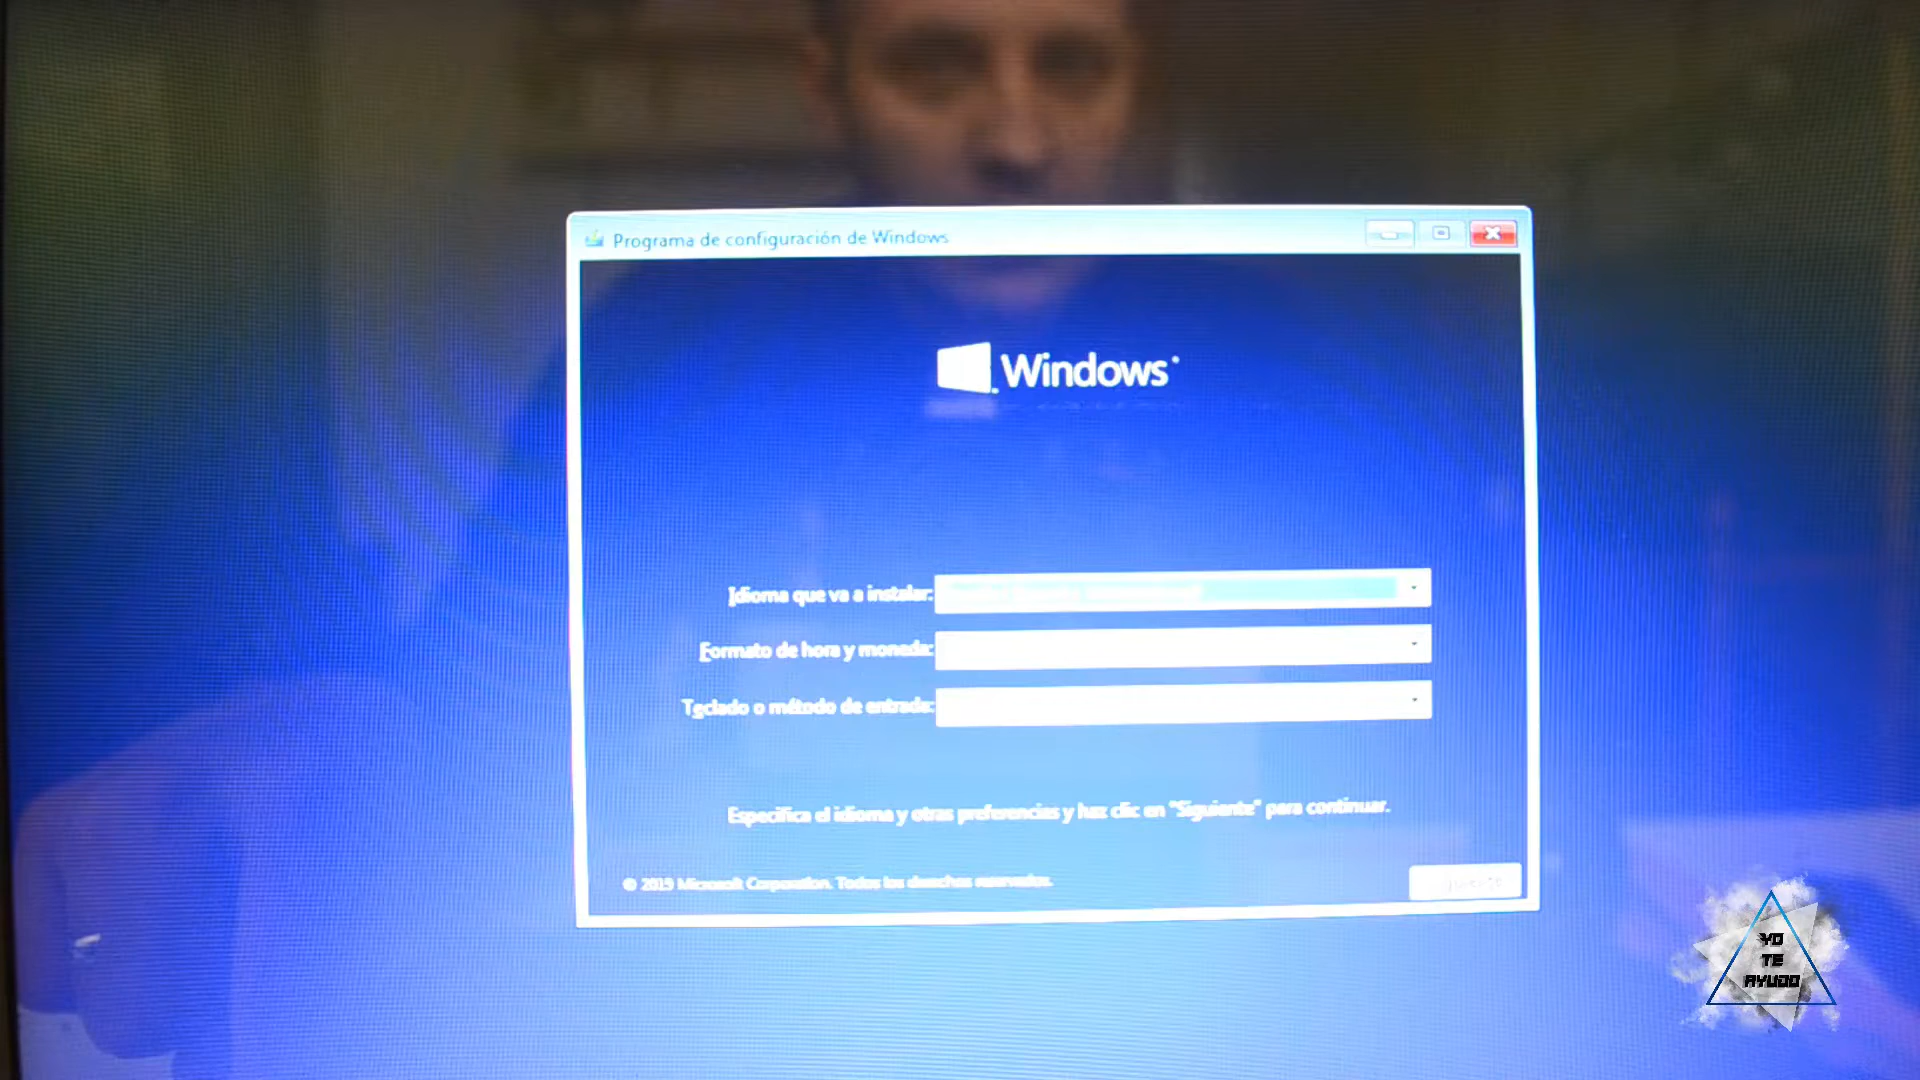 Programa de configuración de Windows
Windows
Idioma que va a instalar:
Formato de hora y moneda:
Teclado o método de entrada:
Especifica el idioma y otras preferencias y haz clic en "Siguiente" para continuar.
© 2019 Microsoft Corporation. Todos los derechos reservados.
YO
TE
AYUDO